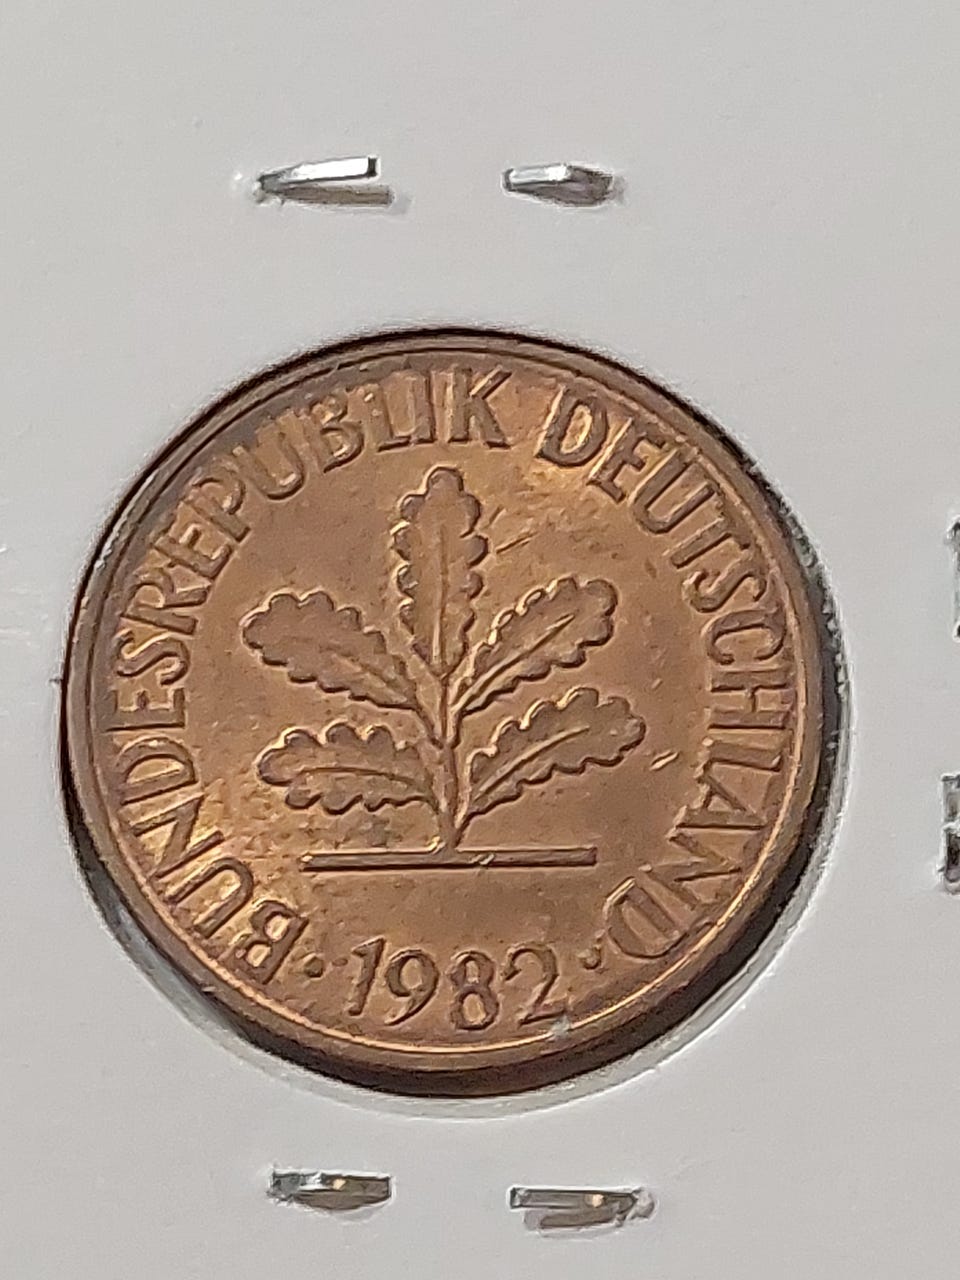 BUNDESREPUBLIK DEUTSCHLAND
· 1982 ·